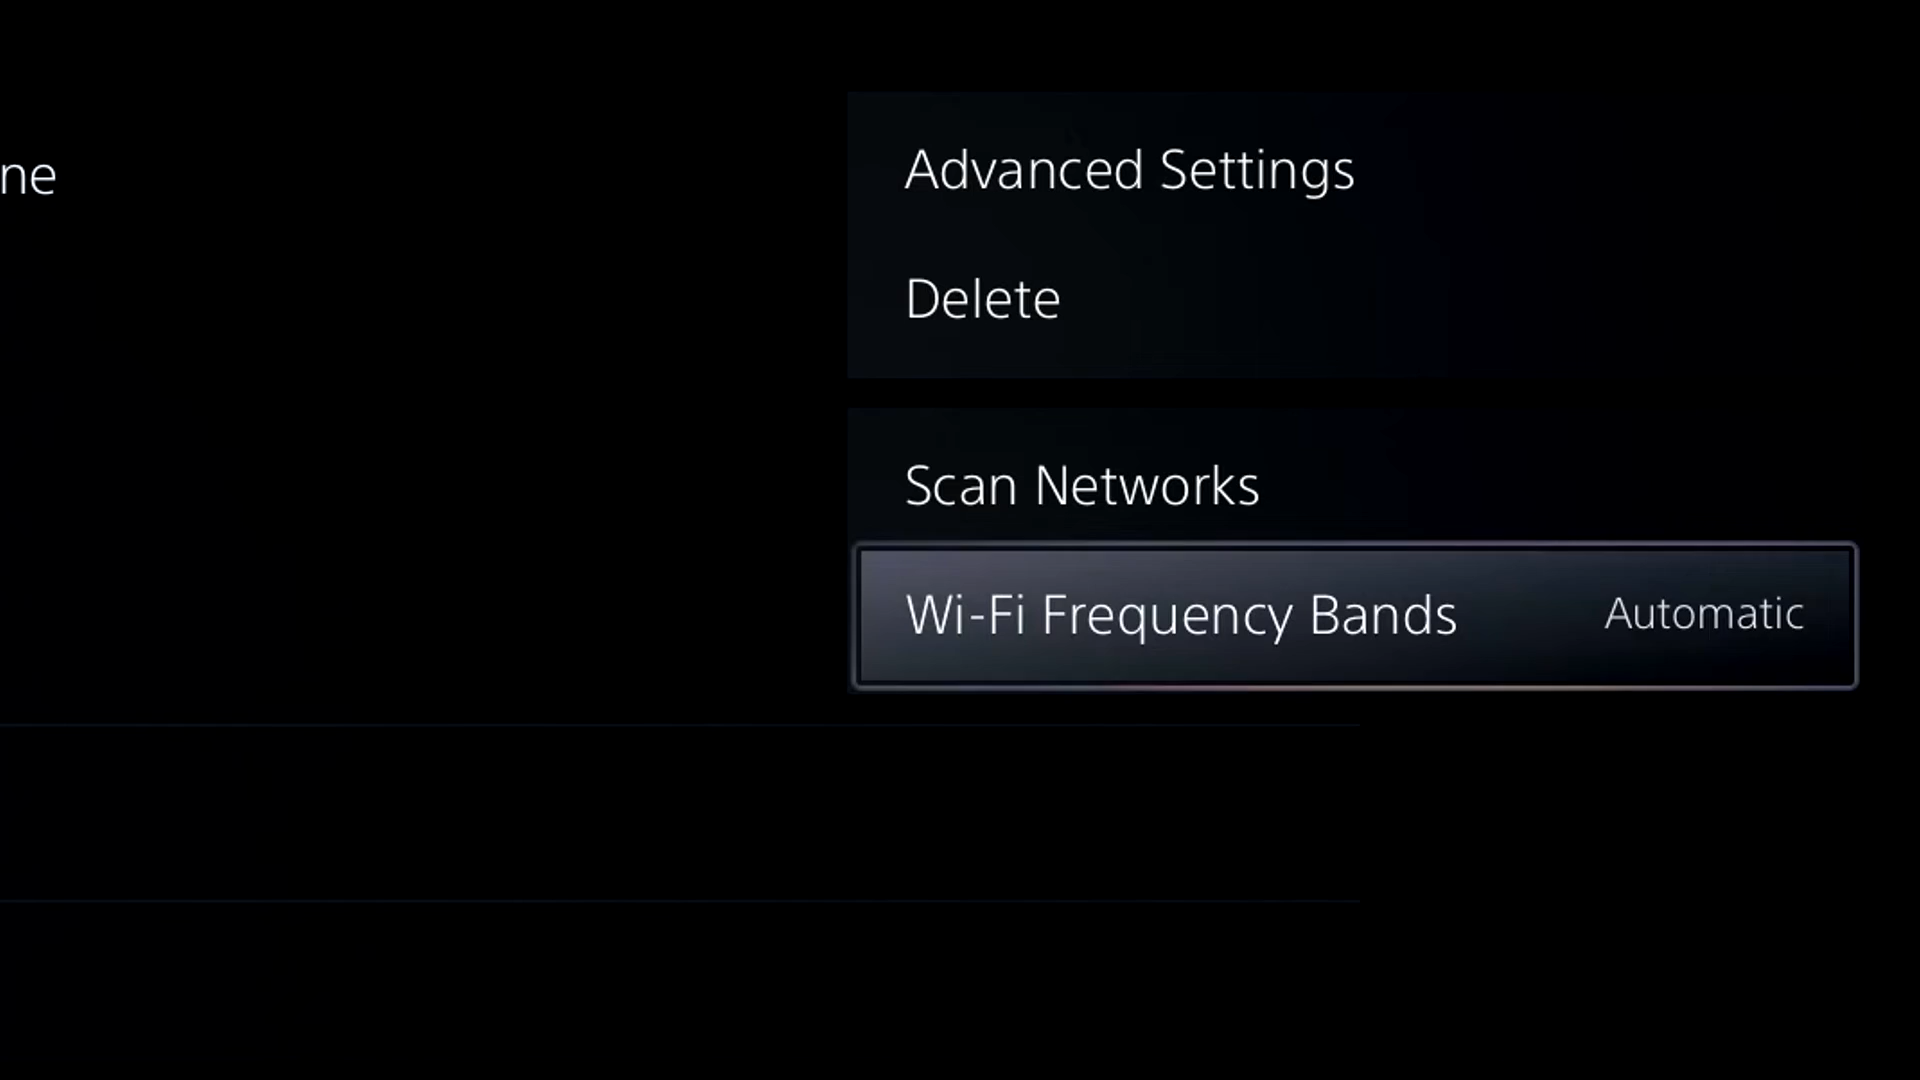 ne
Advanced Settings
Delete
Scan Networks
Wi-Fi Frequency Bands Automatic